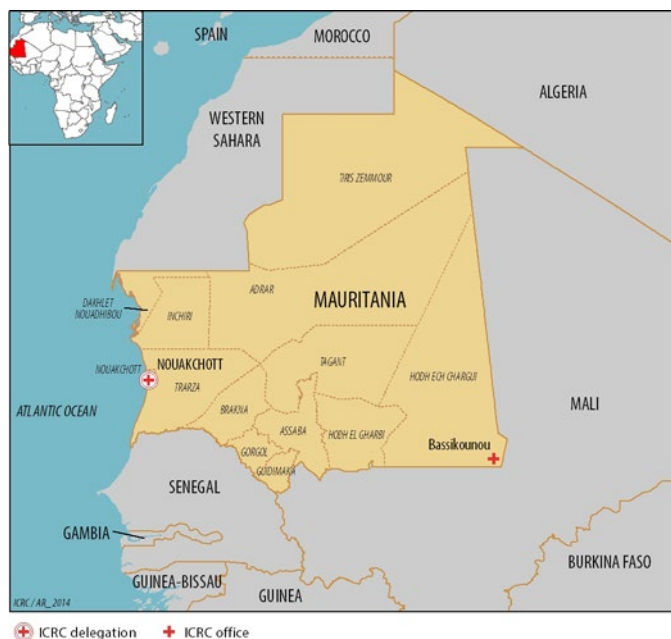 SPAIN
MOROCCO
ALGERIA
WESTERN
SAHARA
TIRIS ZEMMOUR
ADRAR
MAURITANIA
DAKHLET
NOUADHIBOU
INCHIRI
NOUAKCHOTT
NOUAKCHOTT
TRARZA
TAGANT
HODH ECH CHARGUI
ATLANTIC OCEAN
BRAKNA
ASSABA
HODH EL GHARBI
MALI
GORGOL
GUIDIMAKA
Bassikounou
SENEGAL
GAMBIA
GUINEA-BISSAU
GUINEA
BURKINA FASO
ICRC / AR_2014
ICRC delegation
ICRC office